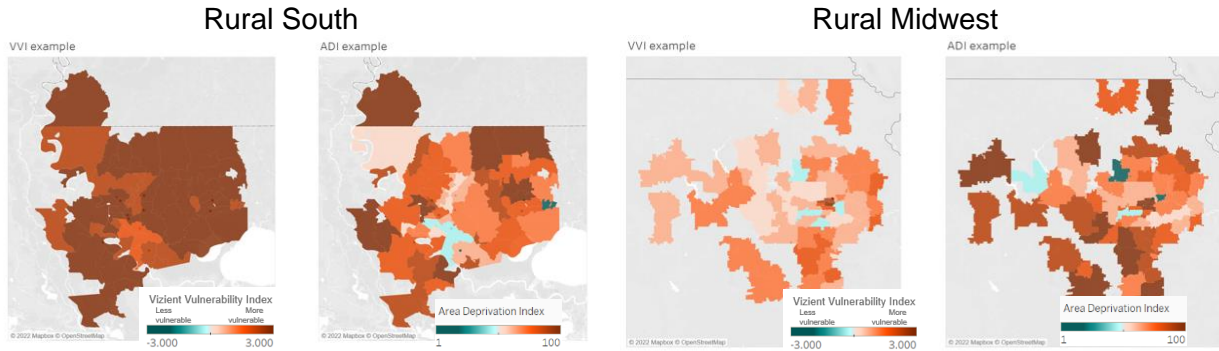 Rural South
Rural Midwest
VVI example
ADI example
VVI example
ADI example
Vizient Vulnerability Index
Less vulnerable
More vulnerable
-3.000
3.000
© 2022 Mapbox © OpenStreetMap
Area Deprivation Index
1
100
© 2022 Mapbox © OpenStreetMap
Vizient Vulnerability Index
Less vulnerable
More vulnerable
-3.000
3.000
© 2022 Mapbox © OpenStreetMap
Area Deprivation Index
1
100
© 2022 Mapbox © OpenStreetMap